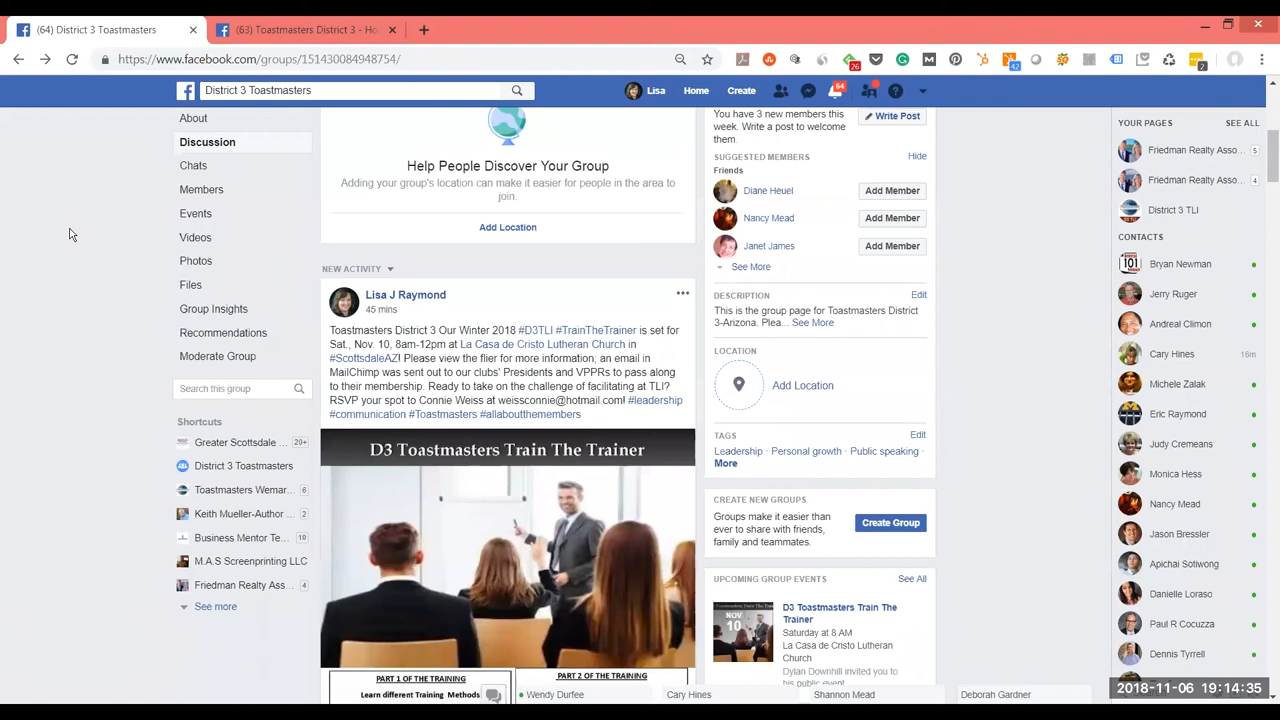 (64) District 3 Toastmasters
(63) Toastmasters District 3 - Ho
https://www.facebook.com/groups/151430084948754/
26
42
2
District 3 Toastmasters
Lisa
Home
Create
64
About
Discussion
Chats
Members
Events
Videos
Photos
Files
Group Insights
Recommendations
Moderate Group
Search this group
Shortcuts
Greater Scottsdale ... 20+
District 3 Toastmasters
Toastmasters Wemar... 6
Keith Mueller-Author ... 2
Business Mentor Te... 10
M.A.S Screenprinting LLC
Friedman Realty Ass... 4
See more
Help People Discover Your Group
Adding your group's location can make it easier for people in the area to
join.
Add Location
NEW ACTIVITY
Lisa J Raymond
45 mins
Toastmasters District 3 Our Winter 2018 #D3TLI #TrainTheTrainer is set for
Sat., Nov. 10, 8am-12pm at La Casa de Cristo Lutheran Church in
#ScottsdaleAZ! Please view the flier for more information; an email in
MailChimp was sent out to our clubs' Presidents and VPPRs to pass along
to their membership. Ready to take on the challenge of facilitating at TLI?
RSVP your spot to Connie Weiss at weissconnie@hotmail.com! #leadership
#communication #Toastmasters #allaboutthemembers
D3 Toastmasters Train The Trainer
PART 1 OF THE TRAINING
Learn different Training Methods
PART 2 OF THE TRAINING
You have 3 new members this
week. Write a post to welcome
them.
Write Post
SUGGESTED MEMBERS
Hide
Friends
Diane Heuel
Add Member
Nancy Mead
Add Member
Janet James
Add Member
See More
DESCRIPTION
Edit
This is the group page for Toastmasters District
3-Arizona. Plea... See More
LOCATION
Add Location
TAGS
Edit
Leadership · Personal growth · Public speaking ·
More
CREATE NEW GROUPS
Groups make it easier than
ever to share with friends,
family and teammates.
Create Group
UPCOMING GROUP EVENTS
See All
NOV
10
D3 Toastmasters Train The
Trainer
Saturday at 8 AM
La Casa de Cristo Lutheran
Church
Dylan Downhill invited you to
his public event
YOUR PAGES
SEE ALL
Friedman Realty Asso... 5
Friedman Realty Asso... 4
District 3 TLI
CONTACTS
Bryan Newman
Jerry Ruger
Andreal Climon
Cary Hines 16m
Michele Zalak
Eric Raymond
Judy Cremeans
Monica Hess
Nancy Mead
Jason Bressler
Apichai Sotiwong
Danielle Loraso
Paul R Cocuzza
Dennis Tyrrell
Wendy Durfee
Cary Hines
Shannon Mead
Deborah Gardner
2018-11-06 19:14:35